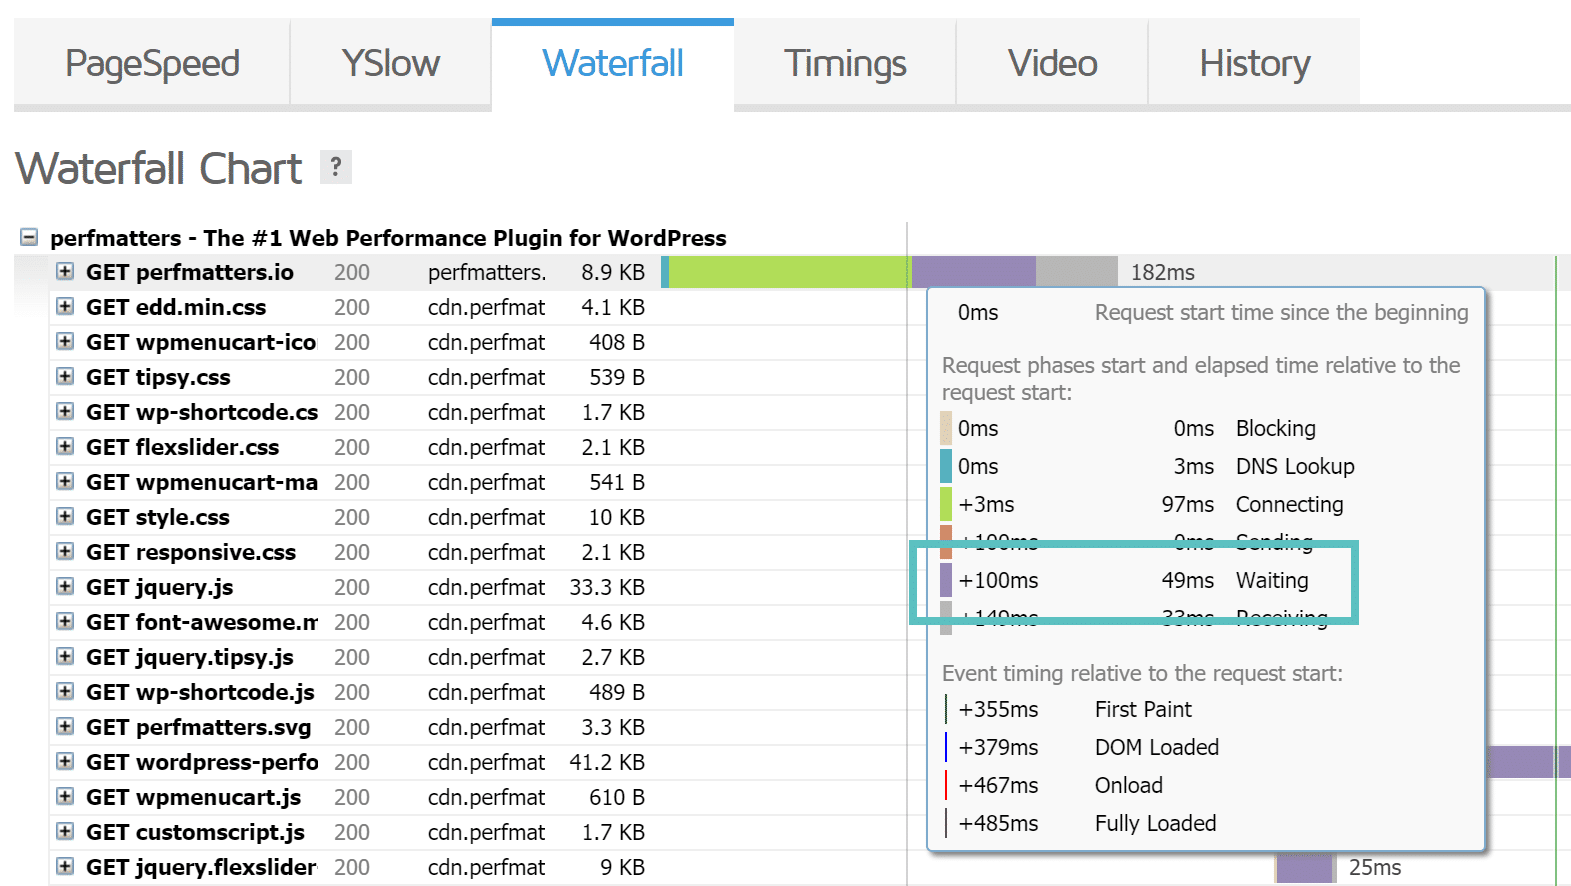 PageSpeed YSlow Waterfall Timings Video History
Waterfall Chart ?
perfmatters - The #1 Web Performance Plugin for WordPress
GET perfmatters.io 200 perfmatters. 8.9 KB 182ms
GET edd.min.css 200 cdn.perfmat 4.1 KB
GET wpmenucart-ico 200 cdn.perfmat 408 B
GET tipsy.css 200 cdn.perfmat 539 B
GET wp-shortcode.cs 200 cdn.perfmat 1.7 KB
GET flexslider.css 200 cdn.perfmat 2.1 KB
GET wpmenucart-ma 200 cdn.perfmat 541 B
GET style.css 200 cdn.perfmat 10 KB
GET responsive.css 200 cdn.perfmat 2.1 KB
GET jquery.js 200 cdn.perfmat 33.3 KB
GET font-awesome.m 200 cdn.perfmat 4.6 KB
GET jquery.tipsy.js 200 cdn.perfmat 2.7 KB
GET wp-shortcode.js 200 cdn.perfmat 489 B
GET perfmatters.svg 200 cdn.perfmat 3.3 KB
GET wordpress-perfo 200 cdn.perfmat 41.2 KB
GET wpmenucart.js 200 cdn.perfmat 610 B
GET customscript.js 200 cdn.perfmat 1.7 KB
GET jquery.flexslider 200 cdn.perfmat 9 KB 25ms
0ms Request start time since the beginning
Request phases start and elapsed time relative to the
request start:
0ms 0ms Blocking
0ms 3ms DNS Lookup
+3ms 97ms Connecting
+100ms 0ms Sending
+100ms 49ms Waiting
+149ms 33ms Receiving
Event timing relative to the request start:
+355ms First Paint
+379ms DOM Loaded
+467ms Onload
+485ms Fully Loaded